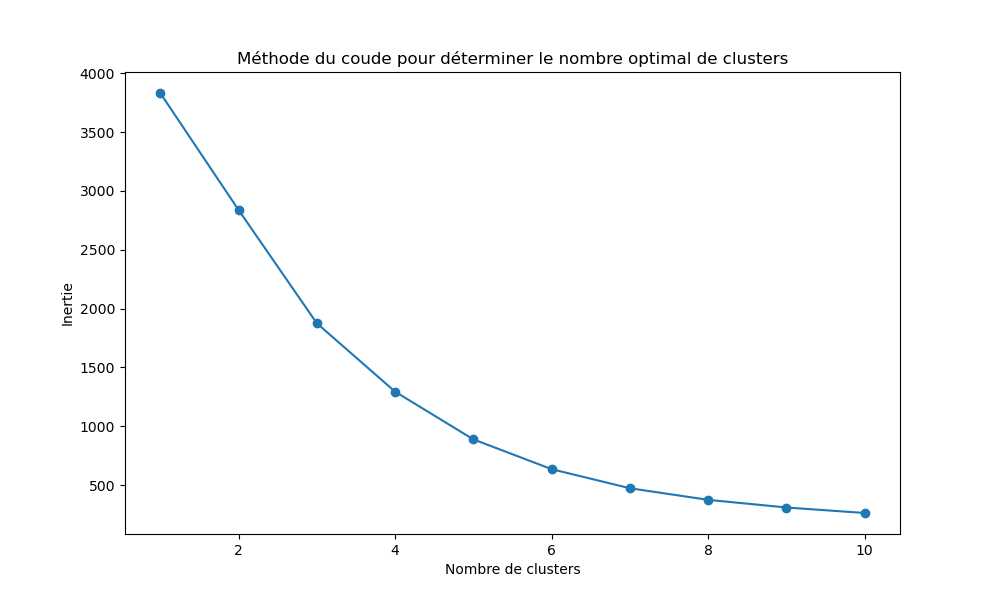 Méthode du coude pour déterminer le nombre optimal de clusters
4000
3500
3000
2500
2000
1500
1000
500
Inertie
2 4 6 8 10
Nombre de clusters